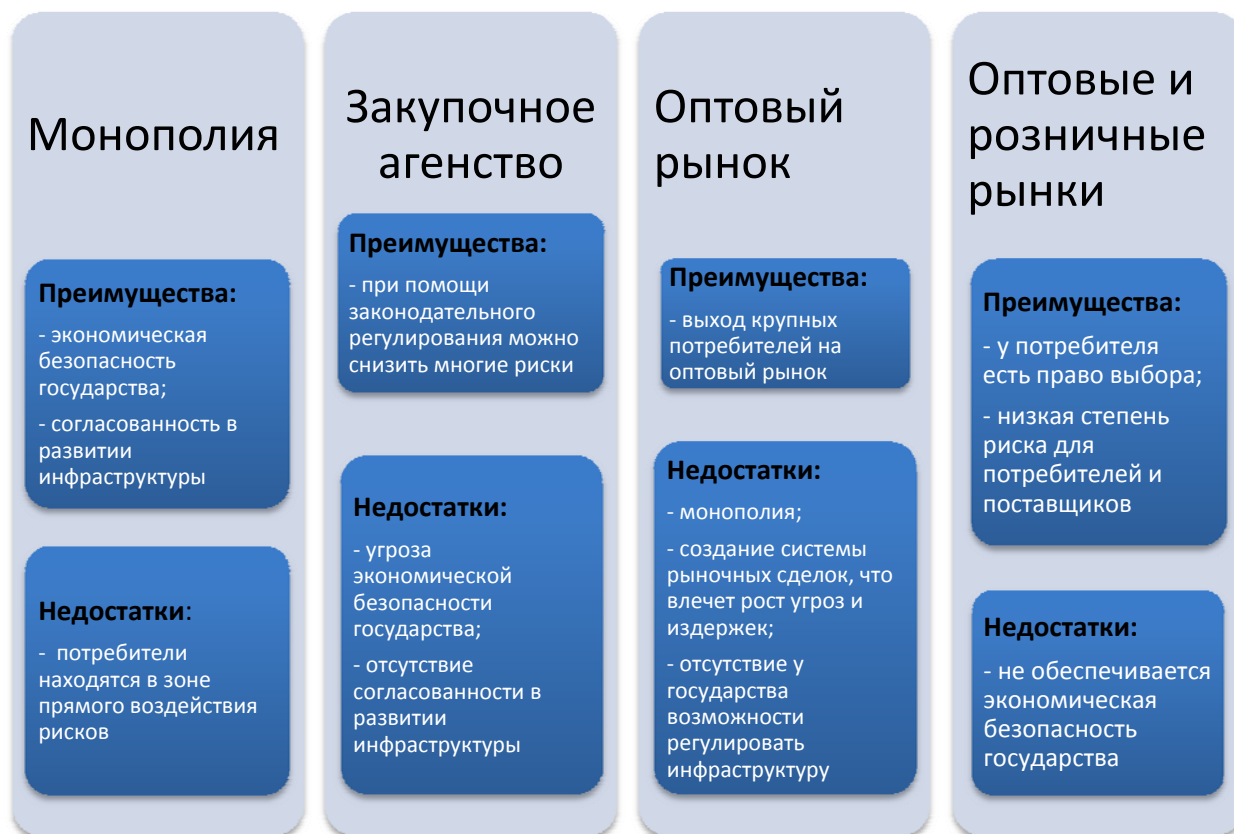 Монополия
Преимущества:
- экономическая
безопасность
государства;
- согласованность в
развитии
инфраструктуры
Недостатки:
- потребители
находятся в зоне
прямого воздействия
рисков
Закупочное
агенство
Преимущества:
- при помощи
законодательного
регулирования можно
снизить многие риски
Недостатки:
- угроза
экономической
безопасности
государства;
- отсутствие
согласованности в
развитии
инфраструктуры
Оптовый
рынок
Преимущества:
- выход крупных
потребителей на
оптовый рынок
Недостатки:
- монополия;
- создание системы
рыночных сделок, что
влечет рост угроз и
издержек;
- отсутствие у
государства
возможности
регулировать
инфраструктуру
Оптовые и
розничные
рынки
Преимущества:
- у потребителя
есть право выбора;
- низкая степень
риска для
потребителей и
поставщиков
Недостатки:
- не обеспечивается
экономическая
безопасность
государства